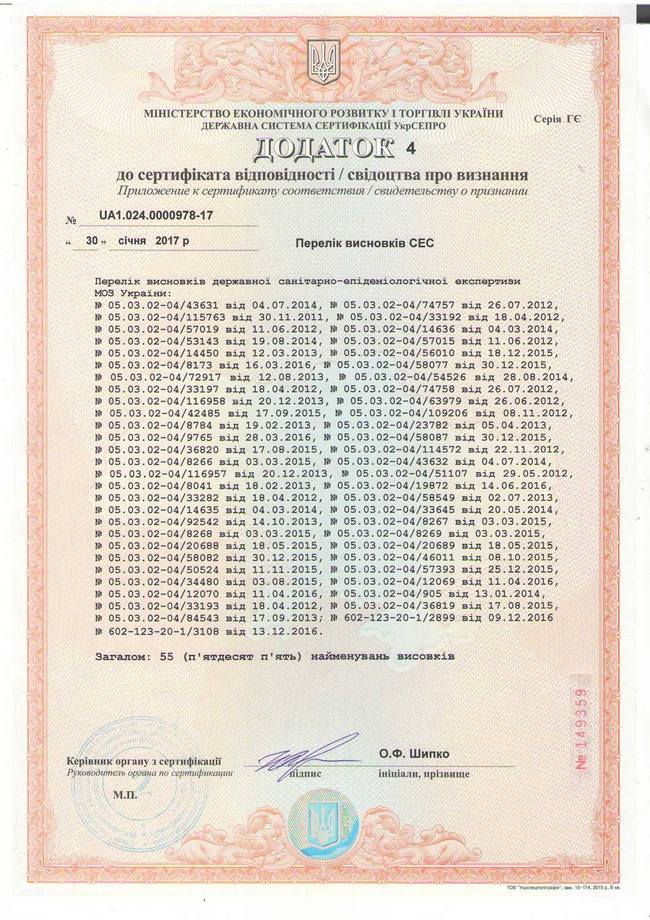 МІНІСТЕРСТВО ЕКОНОМІЧНОГО РОЗВИТКУ І ТОРГІВЛІ УКРАЇНИ
ДЕРЖАВНА СИСТЕМА СЕРТИФІКАЦІЇ УкрСЕПРО
Серія ГЄ
ДОДАТОК 4
до сертифіката відповідності / свідоцтва про визнання
Приложение к сертификату соответствия / свидетельству о признании
№ UA1.024.0000978-17
„ 30 „ січня 2017 р
Перелік висновків СЕС
Перелік висновків державної санітарно-епідеміологічної експертиви
МОЗ України:
№ 05.03.02-04/43631 від 04.07.2014, № 05.03.02-04/74757 від 26.07.2012,
№ 05.03.02-04/115763 від 30.11.2011, № 05.03.02-04/33192 від 18.04.2012,
№ 05.03.02-04/57019 від 11.06.2012, № 05.03.02-04/14636 від 04.03.2014,
№ 05.03.02-04/53143 від 19.08.2014, № 05.03.02-04/57015 від 11.06.2012,
№ 05.03.02-04/14450 від 12.03.2013, № 05.03.02-04/56010 від 18.12.2015,
№ 05.03.02-04/8173 від 16.03.2016, № 05.03.02-04/58077 від 30.12.2015,
№ 05.03.02-04/72917 від 12.08.2013, № 05.03.02-04/54526 від 28.08.2014,
№ 05.03.02-04/33197 від 18.04.2012, № 05.03.02-04/74758 від 26.07.2012,
№ 05.03.02-04/116958 від 20.12.2013, № 05.03.02-04/63979 від 26.06.2012,
№ 05.03.02-04/42485 від 17.09.2015, № 05.03.02-04/109206 від 08.11.2012,
№ 05.03.02-04/8784 від 19.02.2013, № 05.03.02-04/23782 від 05.04.2013,
№ 05.03.02-04/9765 від 28.03.2016, № 05.03.02-04/58087 від 30.12.2015,
№ 05.03.02-04/36820 від 17.08.2015, № 05.03.02-04/114572 від 22.11.2012,
№ 05.03.02-04/8266 від 03.03.2015, № 05.03.02-04/43632 від 04.07.2014,
№ 05.03.02-04/116957 від 20.12.2013, № 05.03.02-04/51107 від 29.05.2012,
№ 05.03.02-04/8041 від 18.02.2013, № 05.03.02-04/19872 від 14.06.2016,
№ 05.03.02-04/33282 від 18.04.2012, № 05.03.02-04/58549 від 02.07.2013,
№ 05.03.02-04/14635 від 04.03.2014, № 05.03.02-04/33645 від 20.05.2014,
№ 05.03.02-04/92542 від 14.10.2013, № 05.03.02-04/8267 від 03.03.2015,
№ 05.03.02-04/8268 від 03.03.2015, № 05.03.02-04/8269 від 03.03.2015,
№ 05.03.02-04/20688 від 18.05.2015, № 05.03.02-04/20689 від 18.05.2015,
№ 05.03.02-04/58082 від 30.12.2015, № 05.03.02-04/46011 від 08.10.2015,
№ 05.03.02-04/50524 від 11.11.2015, № 05.03.02-04/57393 від 25.12.2015,
№ 05.03.02-04/34480 від 03.08.2015, № 05.03.02-04/12069 від 11.04.2016,
№ 05.03.02-04/12070 від 11.04.2016, № 05.03.02-04/905 від 13.01.2014,
№ 05.03.02-04/33193 від 18.04.2012, № 05.03.02-04/36819 від 17.08.2015,
№ 05.03.02-04/84543 від 17.09.2013; № 602-123-20-1/2899 від 09.12.2016
№ 602-123-20-1/3108 від 13.12.2016.
Загалом: 55 (п'ятдесят п'ять) найменувань висовків
№ 149359
Керівник органу з сертифікації
О.Ф. Шипко
Руководитель органа по сертификации
підпис
ініціали, прізвище
М.П.
ТОВ "Укрспецполіграфія", зам. 15–174, 2015 р., ІІ кв.